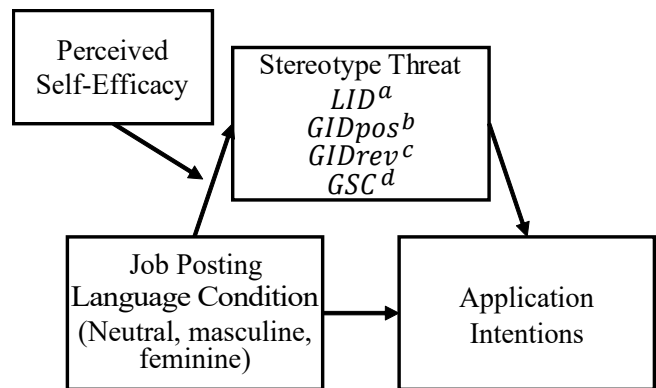 Perceived
Self-Efficacy
Stereotype Threat
LIDᵃ
GIDposᵇ
GIDrevᶜ
GSCᵈ
Job Posting
Language Condition
(Neutral, masculine,
feminine)
Application
Intentions